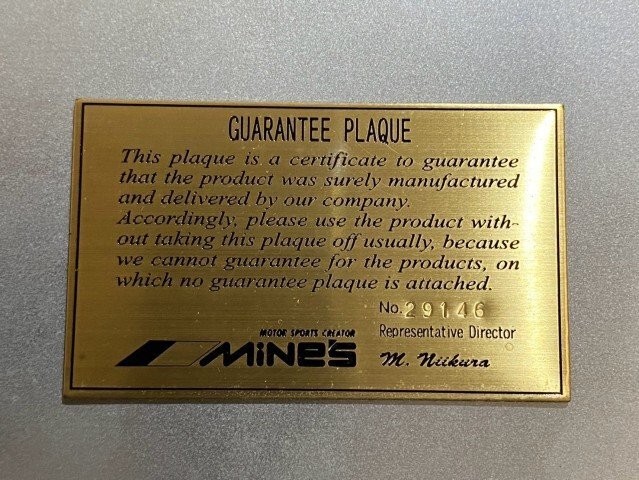 GUARANTEE PLAQUE
This plaque is a certificate to guarantee
that the product was surely manufactured
and delivered by our company.
Accordingly, please use the product with-
out taking this plaque off usually, because
we cannot guarantee for the products, on
which no guarantee plaque is attached.
No.29146
MOTOR SPORTS CREATOR
MiNe's
Representative Director
M. Niikura